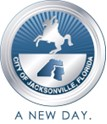 CITY OF JACKSONVILLE, FLORIDA
A NEW DAY.